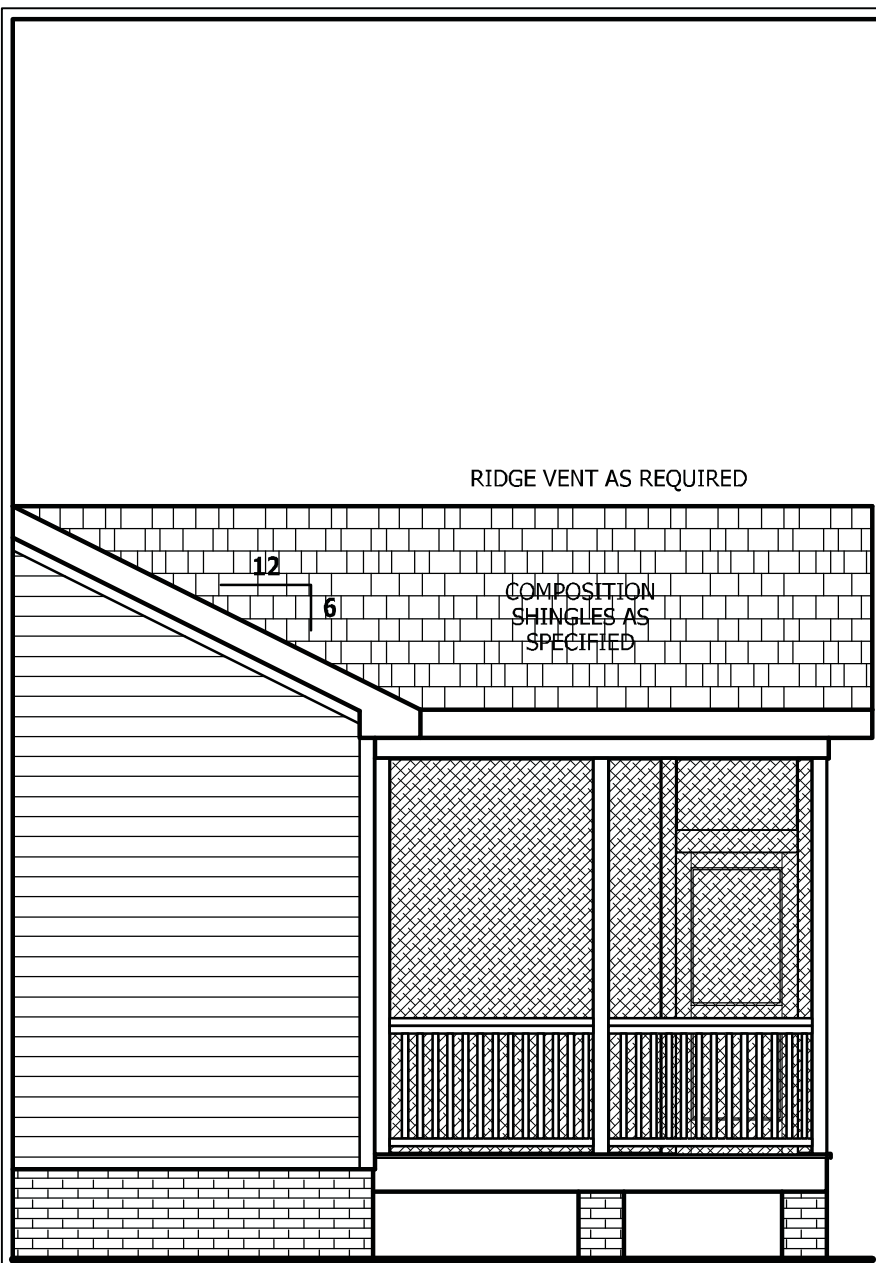 RIDGE VENT AS REQUIRED
12
6
COMPOSITION
SHINGLES AS
SPECIFIED